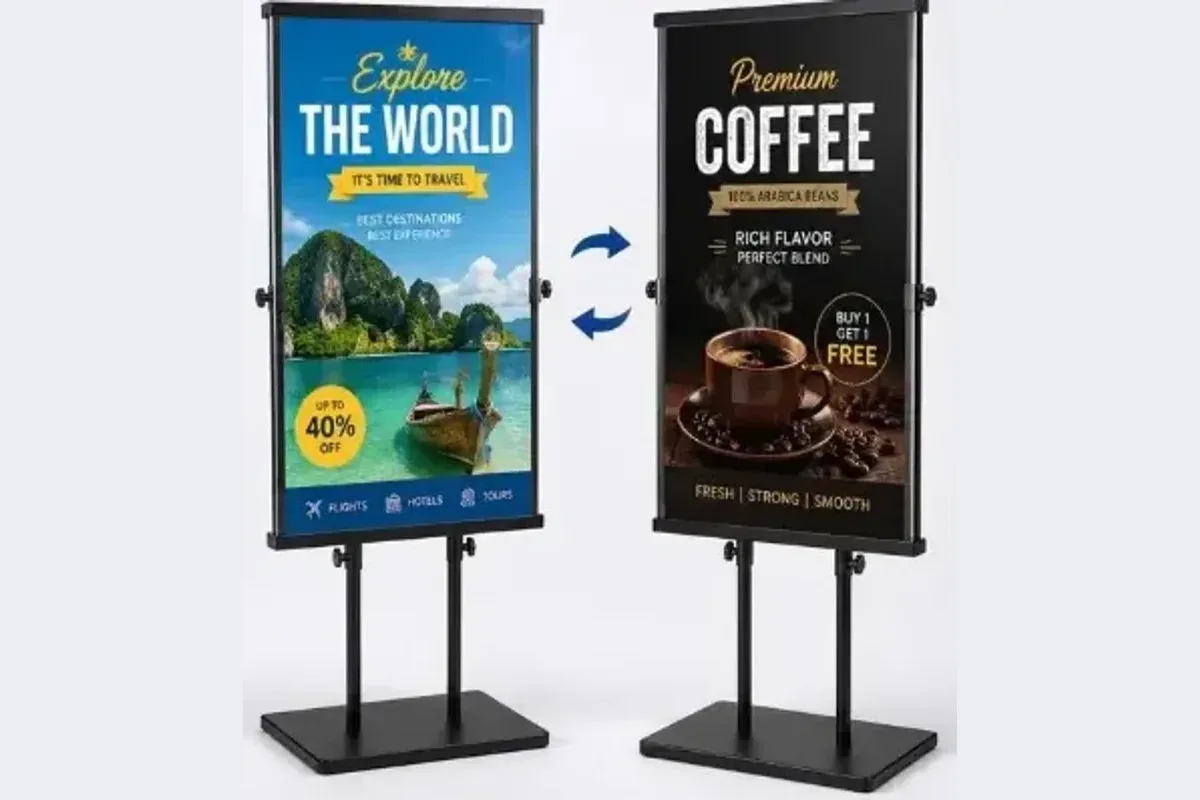 Explore
THE WORLD
IT'S TIME TO TRAVEL
BEST DESTINATIONS
BEST EXPERIENCE
UP TO
40%
OFF
FLIGHTS
HOTELS
TOURS
Premium
COFFEE
100% ARABICA BEANS
RICH FLAVOR
PERFECT BLEND
BUY 1
GET 1
FREE
FRESH | STRONG | SMOOTH